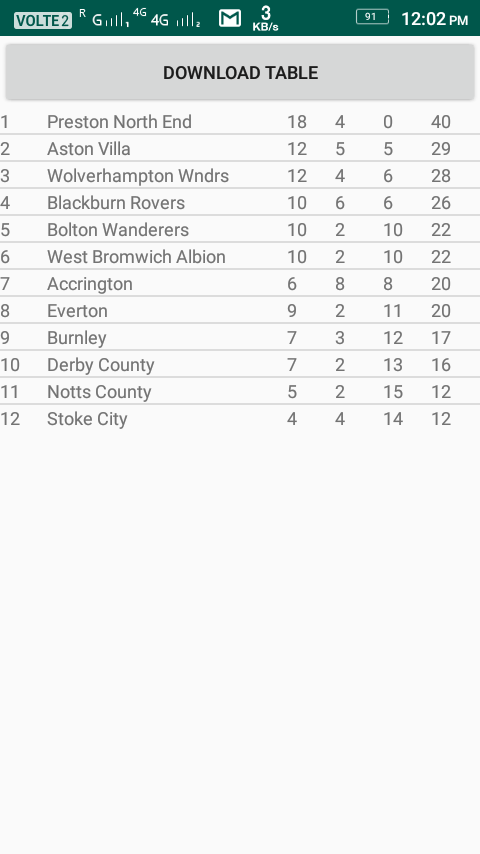 VOLTE 2 R G 1 4G 4G 2 3 KB/s 91 12:02 PM
DOWNLOAD TABLE
1 Preston North End 18 4 0 40
2 Aston Villa 12 5 5 29
3 Wolverhampton Wndrs 12 4 6 28
4 Blackburn Rovers 10 6 6 26
5 Bolton Wanderers 10 2 10 22
6 West Bromwich Albion 10 2 10 22
7 Accrington 6 8 8 20
8 Everton 9 2 11 20
9 Burnley 7 3 12 17
10 Derby County 7 2 13 16
11 Notts County 5 2 15 12
12 Stoke City 4 4 14 12